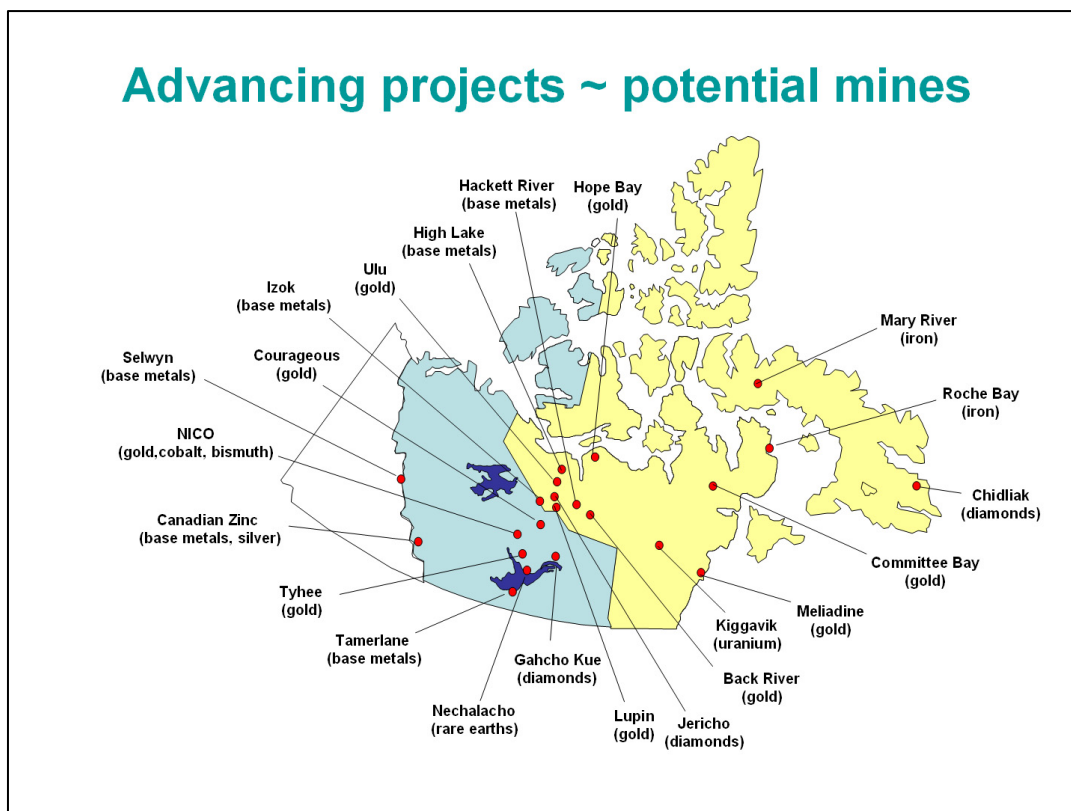 Advancing projects ~ potential mines
Hackett River
(base metals)
Hope Bay
(gold)
High Lake
(base metals)
Ulu
(gold)
Izok
(base metals)
Courageous
(gold)
Selwyn
(base metals)
NICO
(gold,cobalt, bismuth)
Canadian Zinc
(base metals, silver)
Tyhee
(gold)
Tamerlane
(base metals)
Nechalacho
(rare earths)
Gahcho Kue
(diamonds)
Lupin
(gold)
Jericho
(diamonds)
Back River
(gold)
Kiggavik
(uranium)
Meliadine
(gold)
Committee Bay
(gold)
Chidliak
(diamonds)
Roche Bay
(iron)
Mary River
(iron)